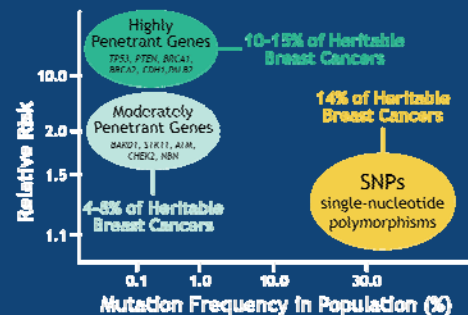 Highly
Penetrant Genes
TP53, PTEN, BRCA1,
BRCA2, CDH1, PALB2
10-15% of Heritable
Breast Cancers
Moderately
Penetrant Genes
BARD1, STK11, ATM,
CHEK2, NBN
4-8% of Heritable
Breast Cancers
14% of Heritable
Breast Cancers
SNPs
single-nucleotide
polymorphisms
Relative Risk
10.0
2.0
1.5
1.1
0.1 1.0 10.0 30.0
Mutation Frequency in Population (%)